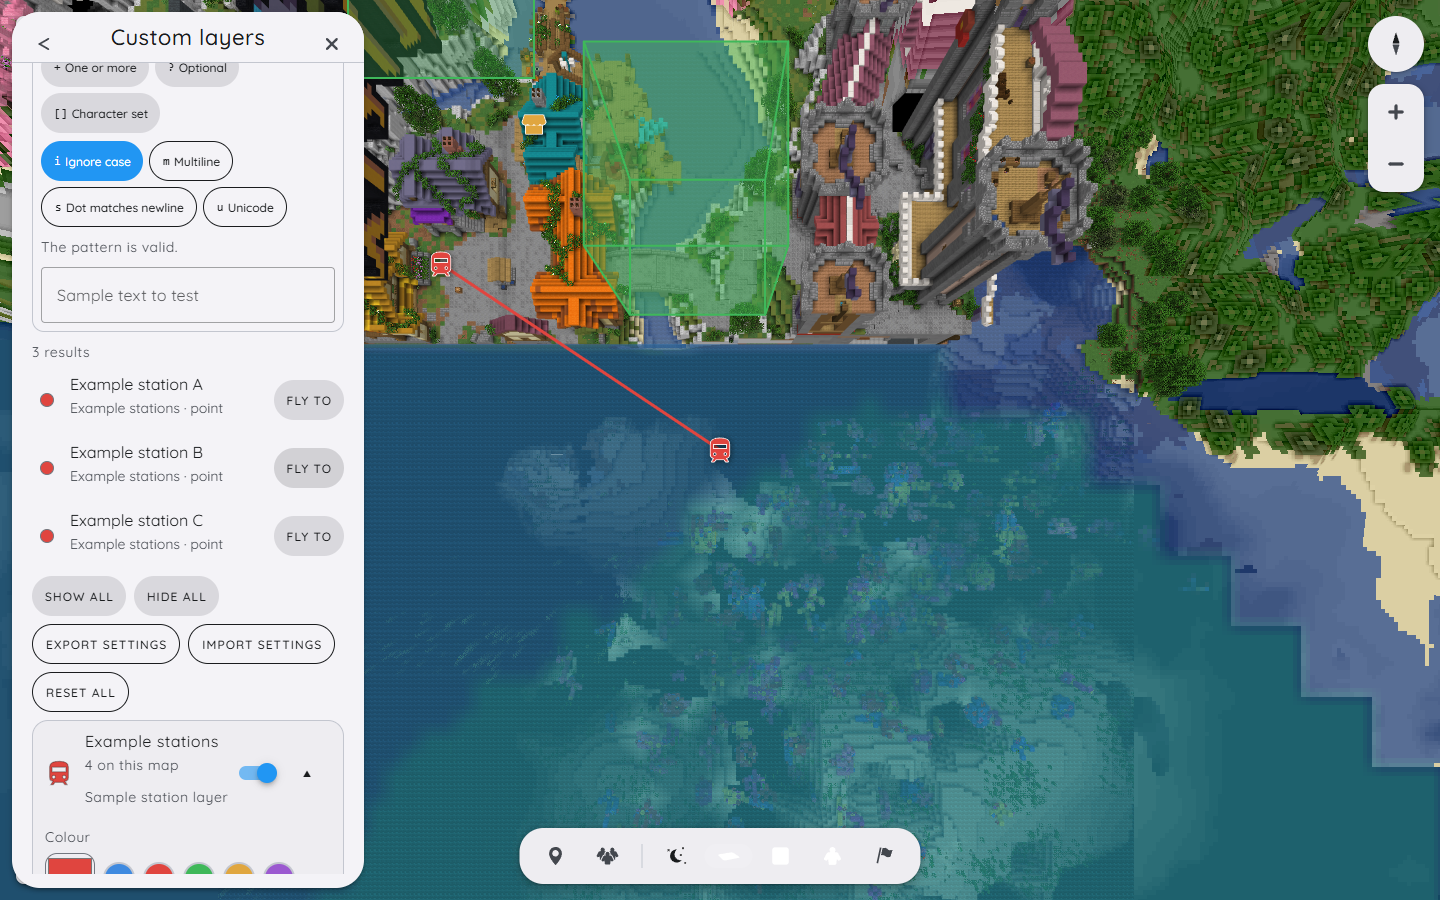 < Custom layers ×
+ One or more ? Optional
[] Character set
i Ignore case m Multiline
s Dot matches newline u Unicode
The pattern is valid.
Sample text to test
3 results
Example station A
Example stations · point
FLY TO
Example station B
Example stations · point
FLY TO
Example station C
Example stations · point
FLY TO
SHOW ALL HIDE ALL
EXPORT SETTINGS IMPORT SETTINGS
RESET ALL
Example stations
4 on this map
Sample station layer
Colour